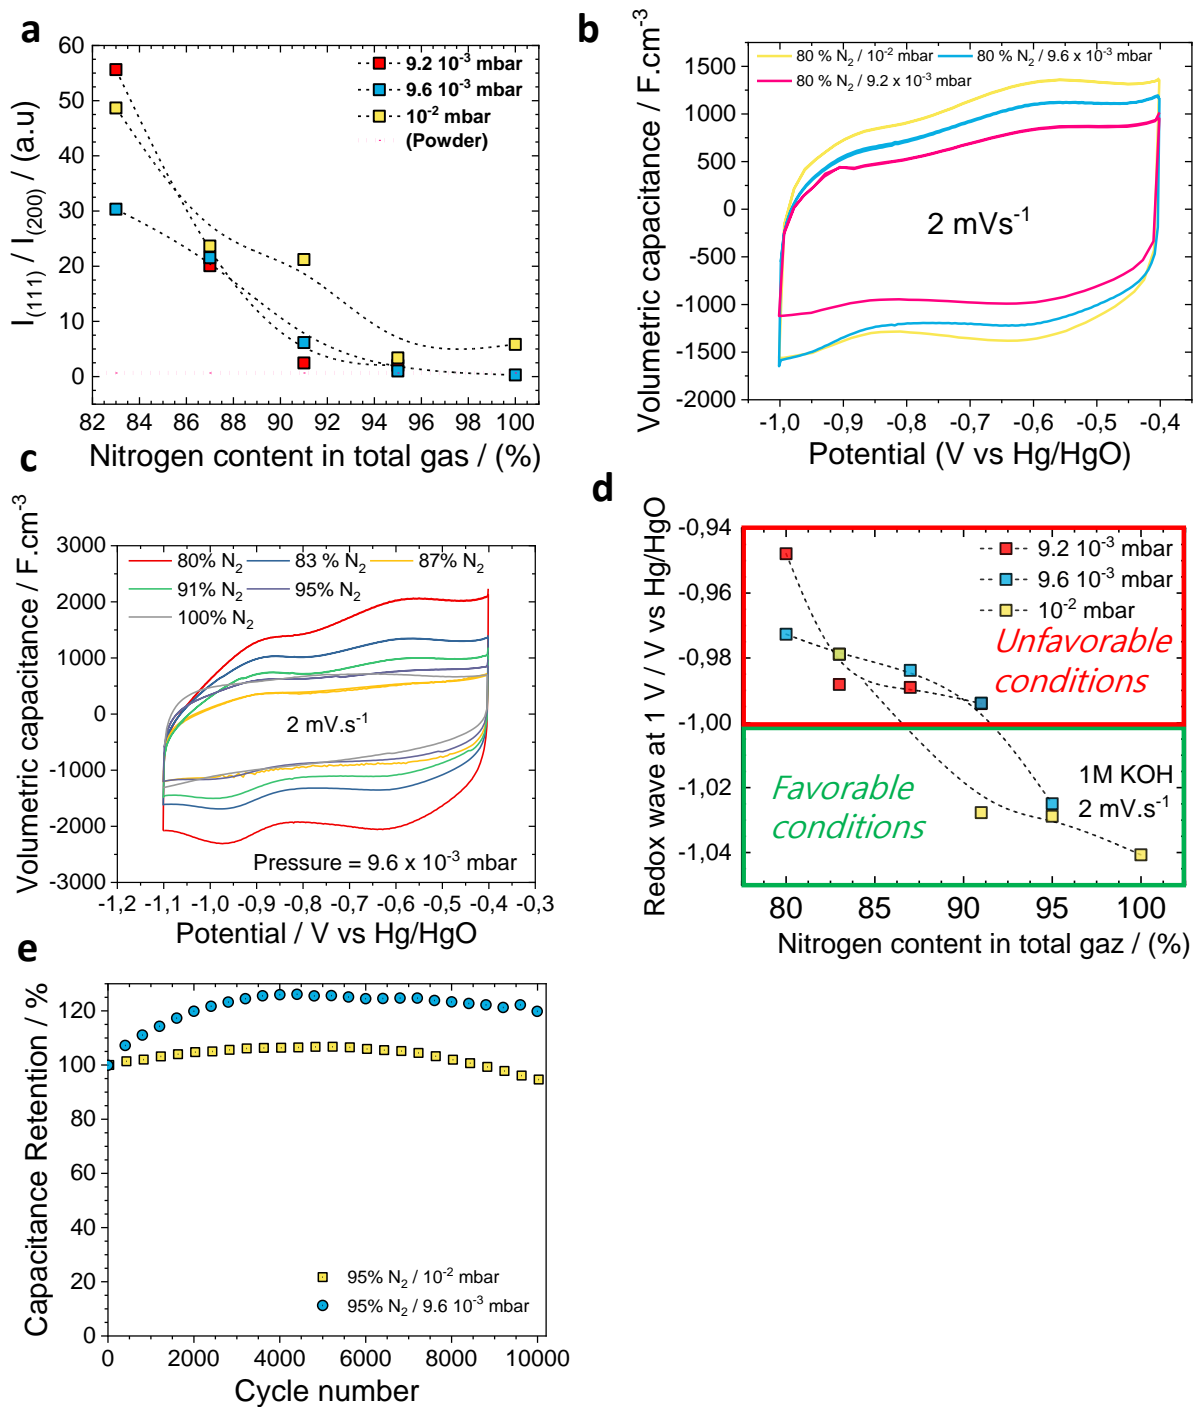 a
60
50
40
30
20
10
0
I(111) / I(200) / (a.u)
9.2 10⁻³ mbar
9.6 10⁻³ mbar
10⁻² mbar
(Powder)
82 84 86 88 90 92 94 96 98 100
Nitrogen content in total gas / (%)
b
1500
1000
500
0
-500
-1000
-1500
-2000
Volumetric capacitance / F.cm⁻³
80 % N₂ / 10⁻² mbar
80 % N₂ / 9.6 x 10⁻³ mbar
80 % N₂ / 9.2 x 10⁻³ mbar
2 mVs⁻¹
-1,0 -0,9 -0,8 -0,7 -0,6 -0,5 -0,4
Potential (V vs Hg/HgO)
c
3000
2000
1000
0
-1000
-2000
-3000
Volumetric capacitance / F.cm⁻³
80% N₂ 83 % N₂ 87% N₂
91% N₂ 95% N₂
100% N₂
2 mV.s⁻¹
Pressure = 9.6 x 10⁻³ mbar
-1,2 -1,1 -1,0 -0,9 -0,8 -0,7 -0,6 -0,5 -0,4 -0,3
Potential / V vs Hg/HgO
d
-0,94
-0,96
-0,98
-1,00
-1,02
-1,04
Redox wave at 1 V / V vs Hg/HgO
9.2 10⁻³ mbar
9.6 10⁻³ mbar
10⁻² mbar
Unfavorable
conditions
Favorable
conditions
1M KOH
2 mV.s⁻¹
80 85 90 95 100
Nitrogen content in total gaz / (%)
e
120
100
80
60
40
20
0
Capacitance Retention / %
95% N₂ / 10⁻² mbar
95% N₂ / 9.6 10⁻³ mbar
0 2000 4000 6000 8000 10000
Cycle number